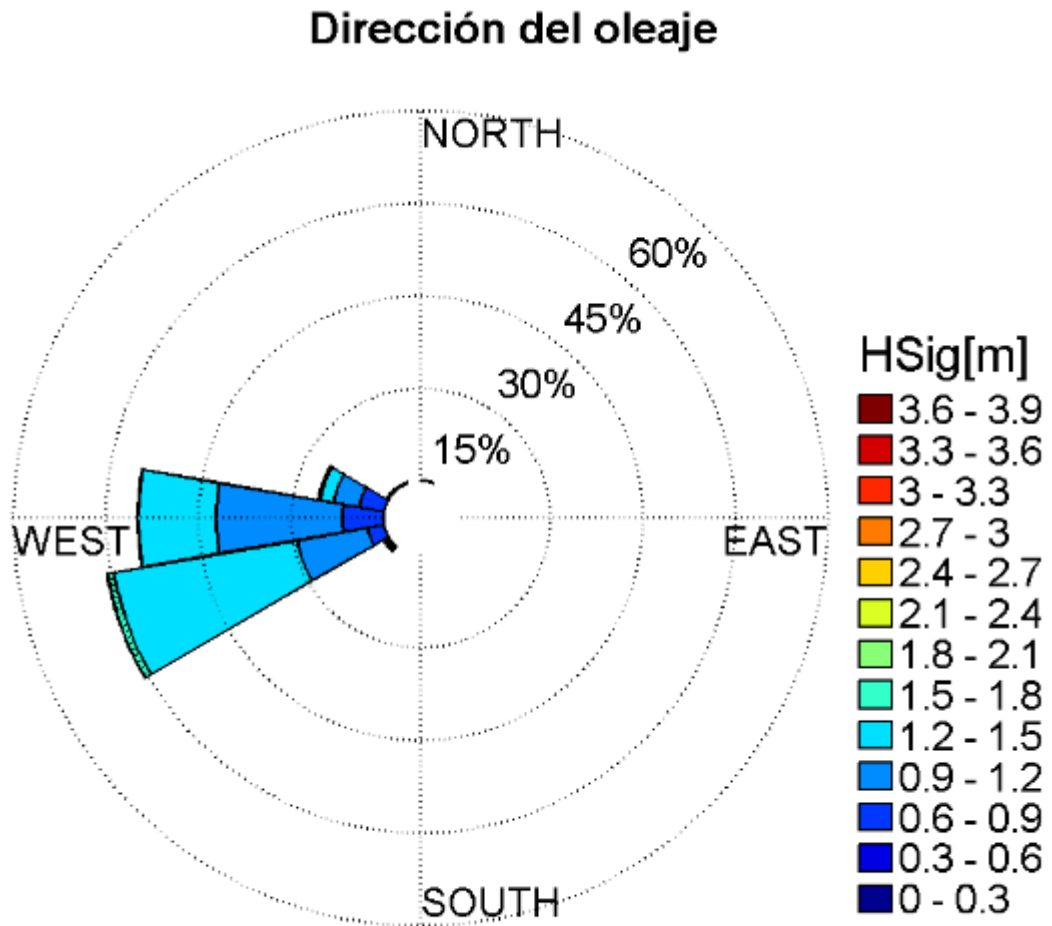 Dirección del oleaje
NORTH
60%
45%
30%
15%
WEST
EAST
SOUTH
HSig[m]
3.6 - 3.9
3.3 - 3.6
3 - 3.3
2.7 - 3
2.4 - 2.7
2.1 - 2.4
1.8 - 2.1
1.5 - 1.8
1.2 - 1.5
0.9 - 1.2
0.6 - 0.9
0.3 - 0.6
0 - 0.3